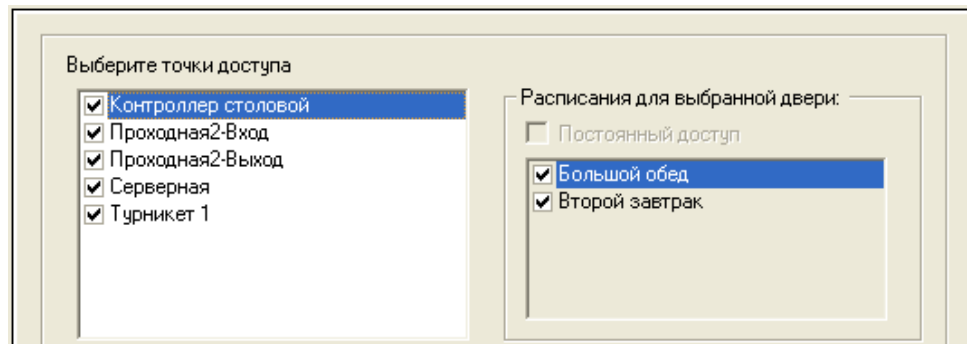 Выберите точки доступа
Контроллер столовой
Проходная2-Вход
Проходная2-Выход
Серверная
Турникет 1
Расписания для выбранной двери:
Постоянный доступ
Большой обед
Второй завтрак